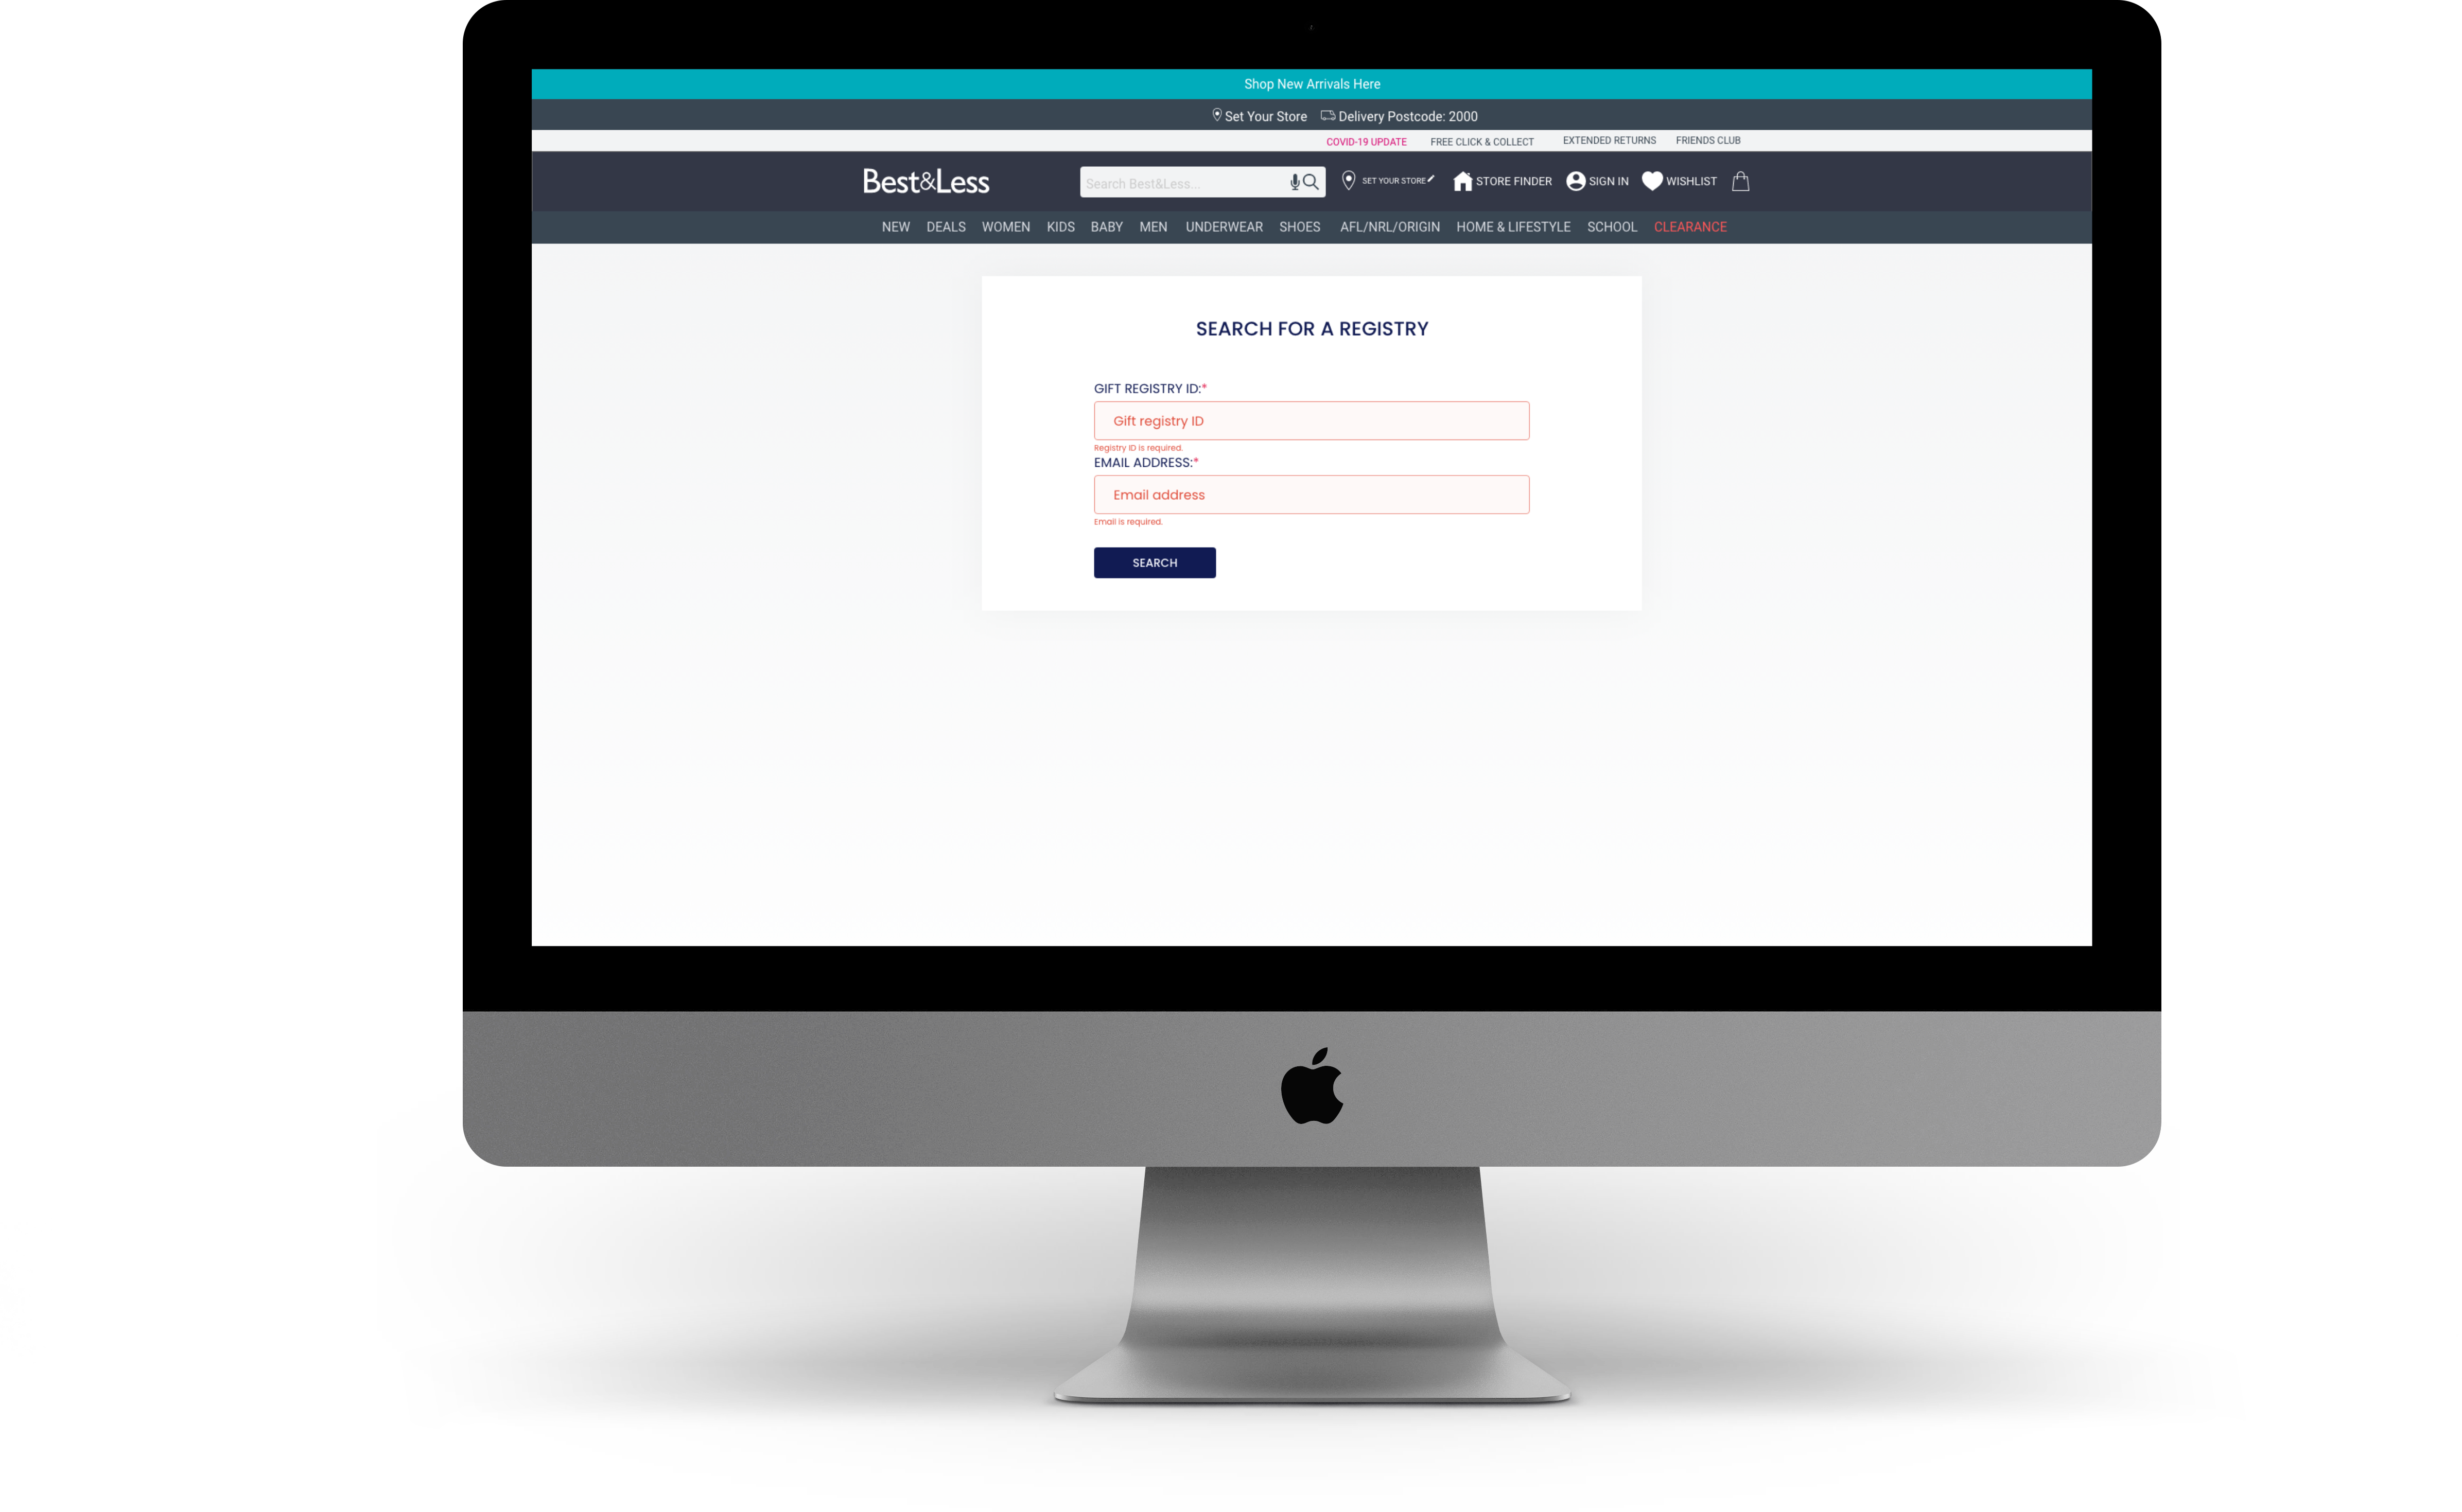 Shop New Arrivals Here
Set Your Store Delivery Postcode: 2000
COVID-19 UPDATE FREE CLICK & COLLECT EXTENDED RETURNS FRIENDS CLUB
Best&Less Search Best&Less... SET YOUR STORE STORE FINDER SIGN IN WISHLIST
NEW DEALS WOMEN KIDS BABY MEN UNDERWEAR SHOES AFL/NRL/ORIGIN HOME & LIFESTYLE SCHOOL CLEARANCE
SEARCH FOR A REGISTRY
GIFT REGISTRY ID:*
Gift registry ID
Registry ID is required.
EMAIL ADDRESS:*
Email address
Email is required.
SEARCH